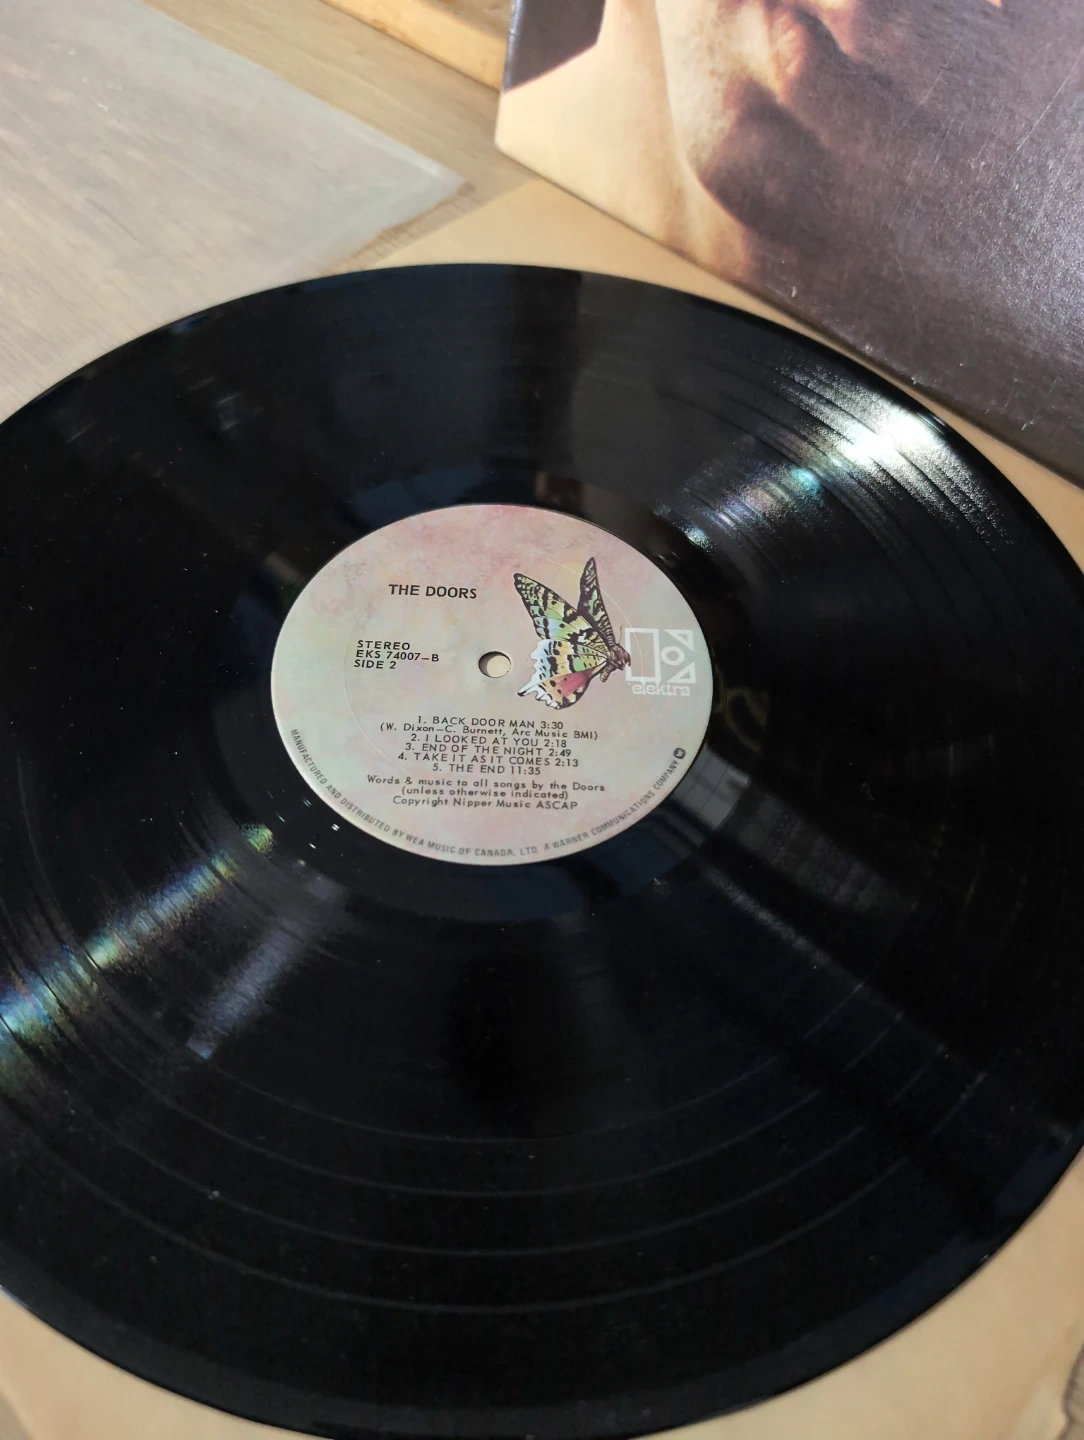 THE DOORS
STEREO
EKS 74007–B
SIDE 2
elektra
1. BACK DOOR MAN 3:30
(W. Dixon–C. Burnett, Arc Music BMI)
2. I LOOKED AT YOU 2:18
3. END OF THE NIGHT 2:49
4. TAKE IT AS IT COMES 2:13
5. THE END 11:35
Words & music to all songs by the Doors
(unless otherwise indicated)
Copyright Nipper Music ASCAP
MANUFACTURED AND DISTRIBUTED BY WEA MUSIC OF CANADA, LTD. A WARNER COMMUNICATIONS COMPANY